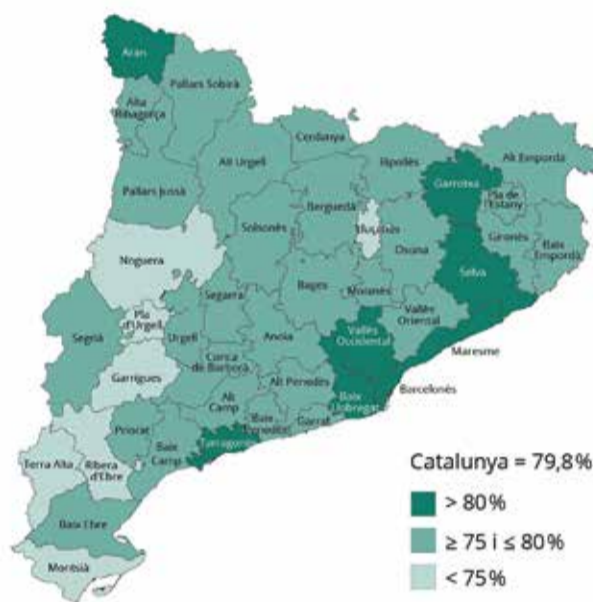 Aran
Pallars Sobirà
Alta
Ribagorça
Cerdanya
Alt Urgell
Ripollès
Alt Empordà
Garrotxa
Pla de
l'Estany
Pallars Jussà
Berguedà
Solsonès
Osona
Gironès
Baix
Empordà
Noguera
Selva
Bages
Moianès
Segarra
Vallès
Oriental
Pla
d'Urgell
Segrià
Urgell
Anoia
Vallès
Occidental
Maresme
Conca
de Barberà
Garrigues
Alt Penedès
Barcelonès
Alt
Camp
Baix
Llobregat
Baix
Penedès
Garraf
Priorat
Baix
Camp
Tarragonès
Terra Alta
Ribera
d'Ebre
Baix Ebre
Montsià
Catalunya = 79,8%
> 80%
≥ 75 i ≤ 80%
< 75%